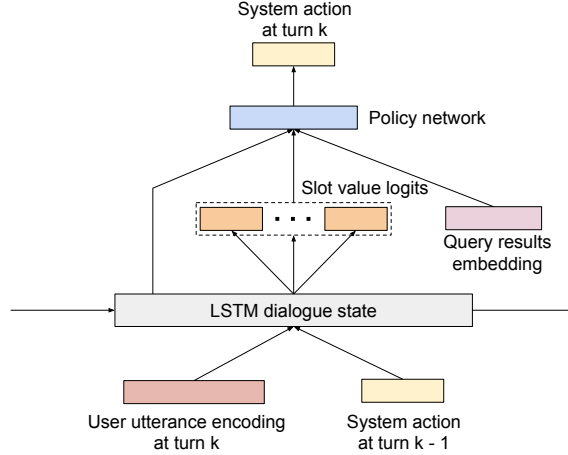 System action
at turn k
Policy network
Slot value logits
Query results
embedding
LSTM dialogue state
User utterance encoding
at turn k
System action
at turn k - 1